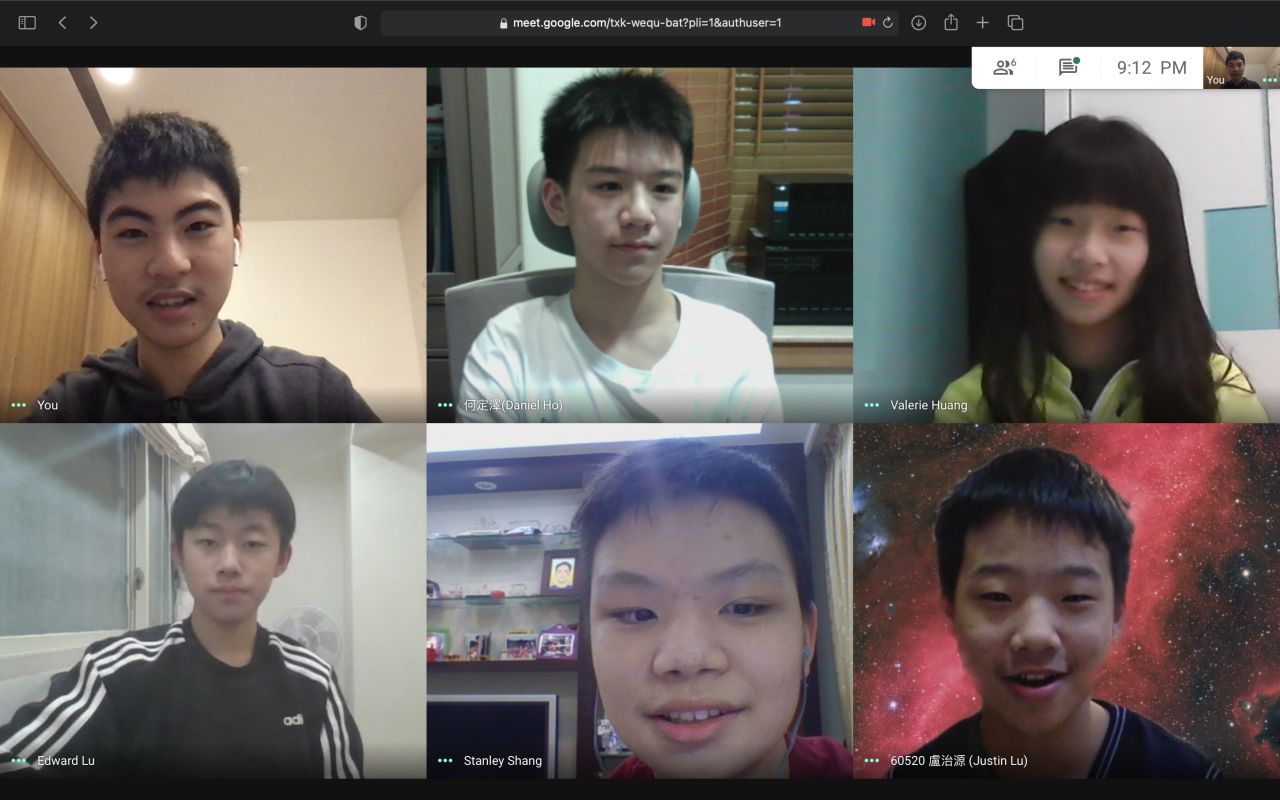 meet.google.com/txk-wequ-bat?pli=1&authuser=1
6
9:12 PM
You
You
何定澤(Daniel Ho)
Valerie Huang
adi
Edward Lu
Stanley Shang
60520 盧治源 (Justin Lu)